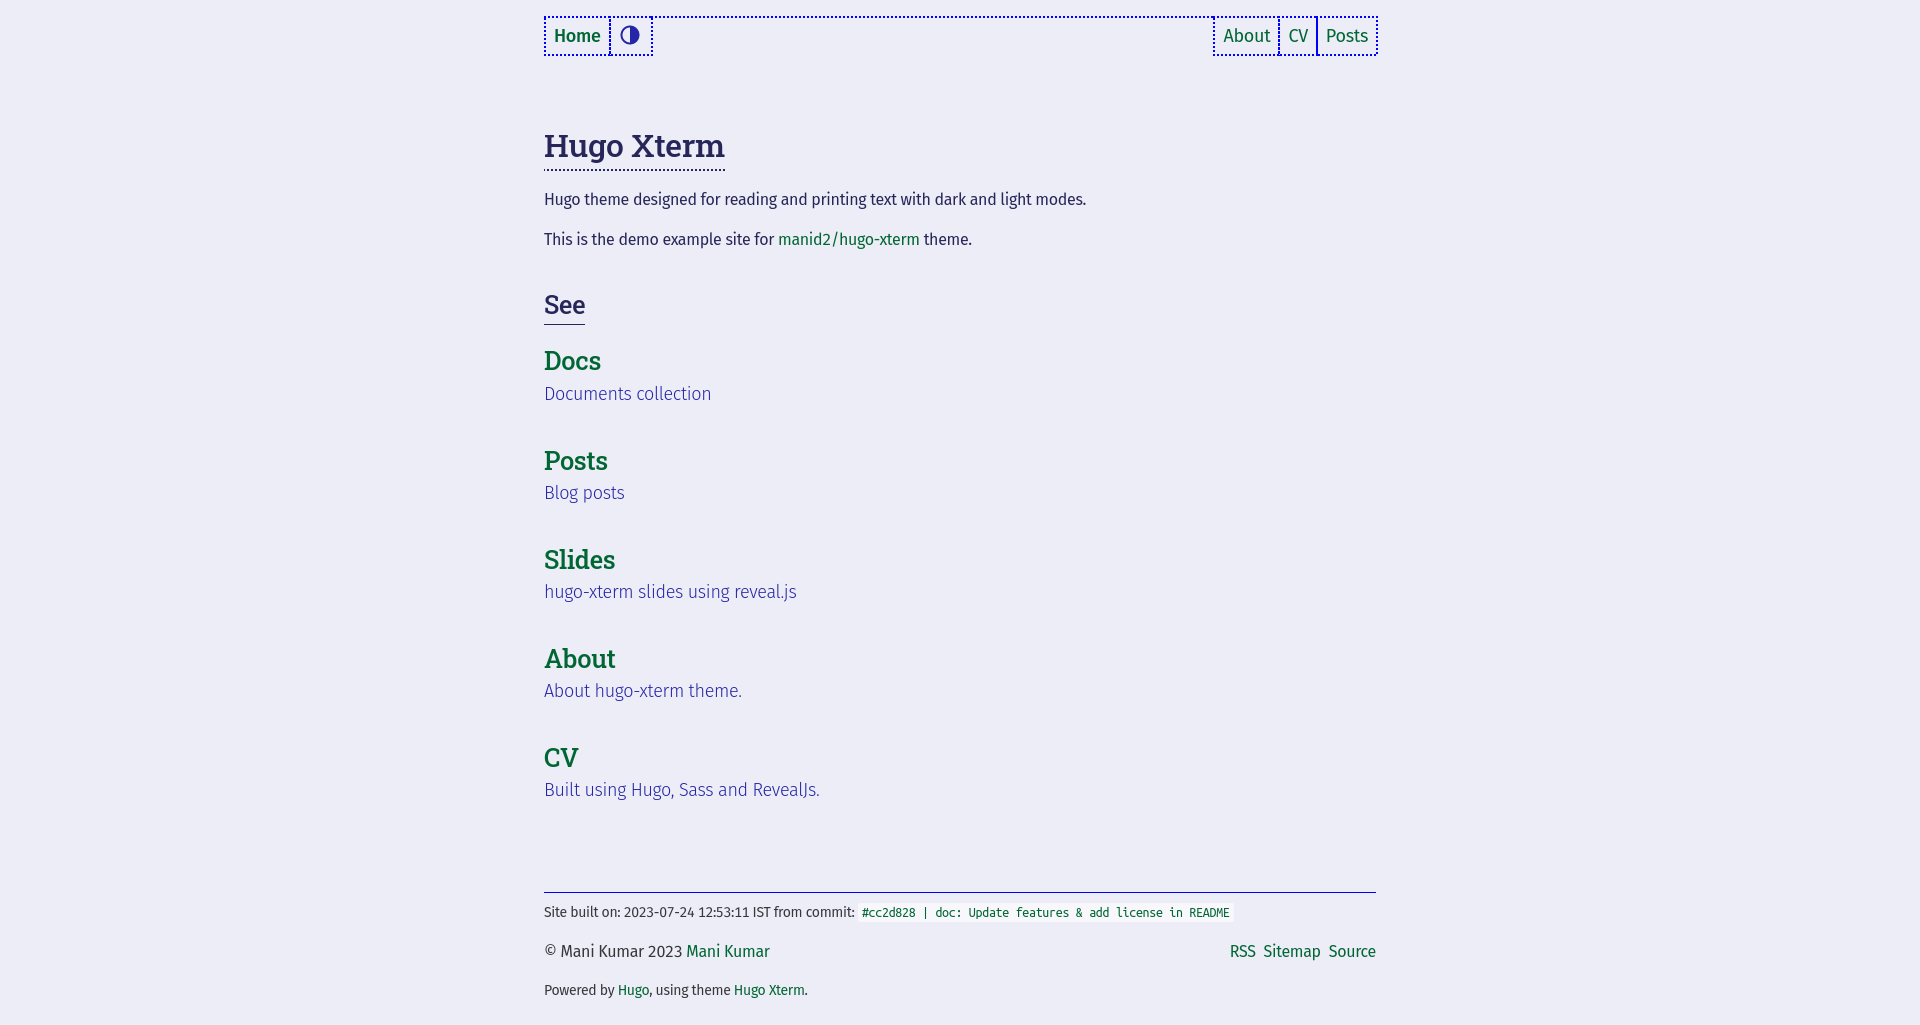 Home About CV Posts
Hugo Xterm
Hugo theme designed for reading and printing text with dark and light modes.
This is the demo example site for manid2/hugo-xterm theme.
See
Docs
Documents collection
Posts
Blog posts
Slides
hugo-xterm slides using reveal.js
About
About hugo-xterm theme.
CV
Built using Hugo, Sass and RevealJs.
Site built on: 2023-07-24 12:53:11 IST from commit: #cc2d828 | doc: Update features & add license in README
© Mani Kumar 2023 Mani Kumar RSS Sitemap Source
Powered by Hugo, using theme Hugo Xterm.